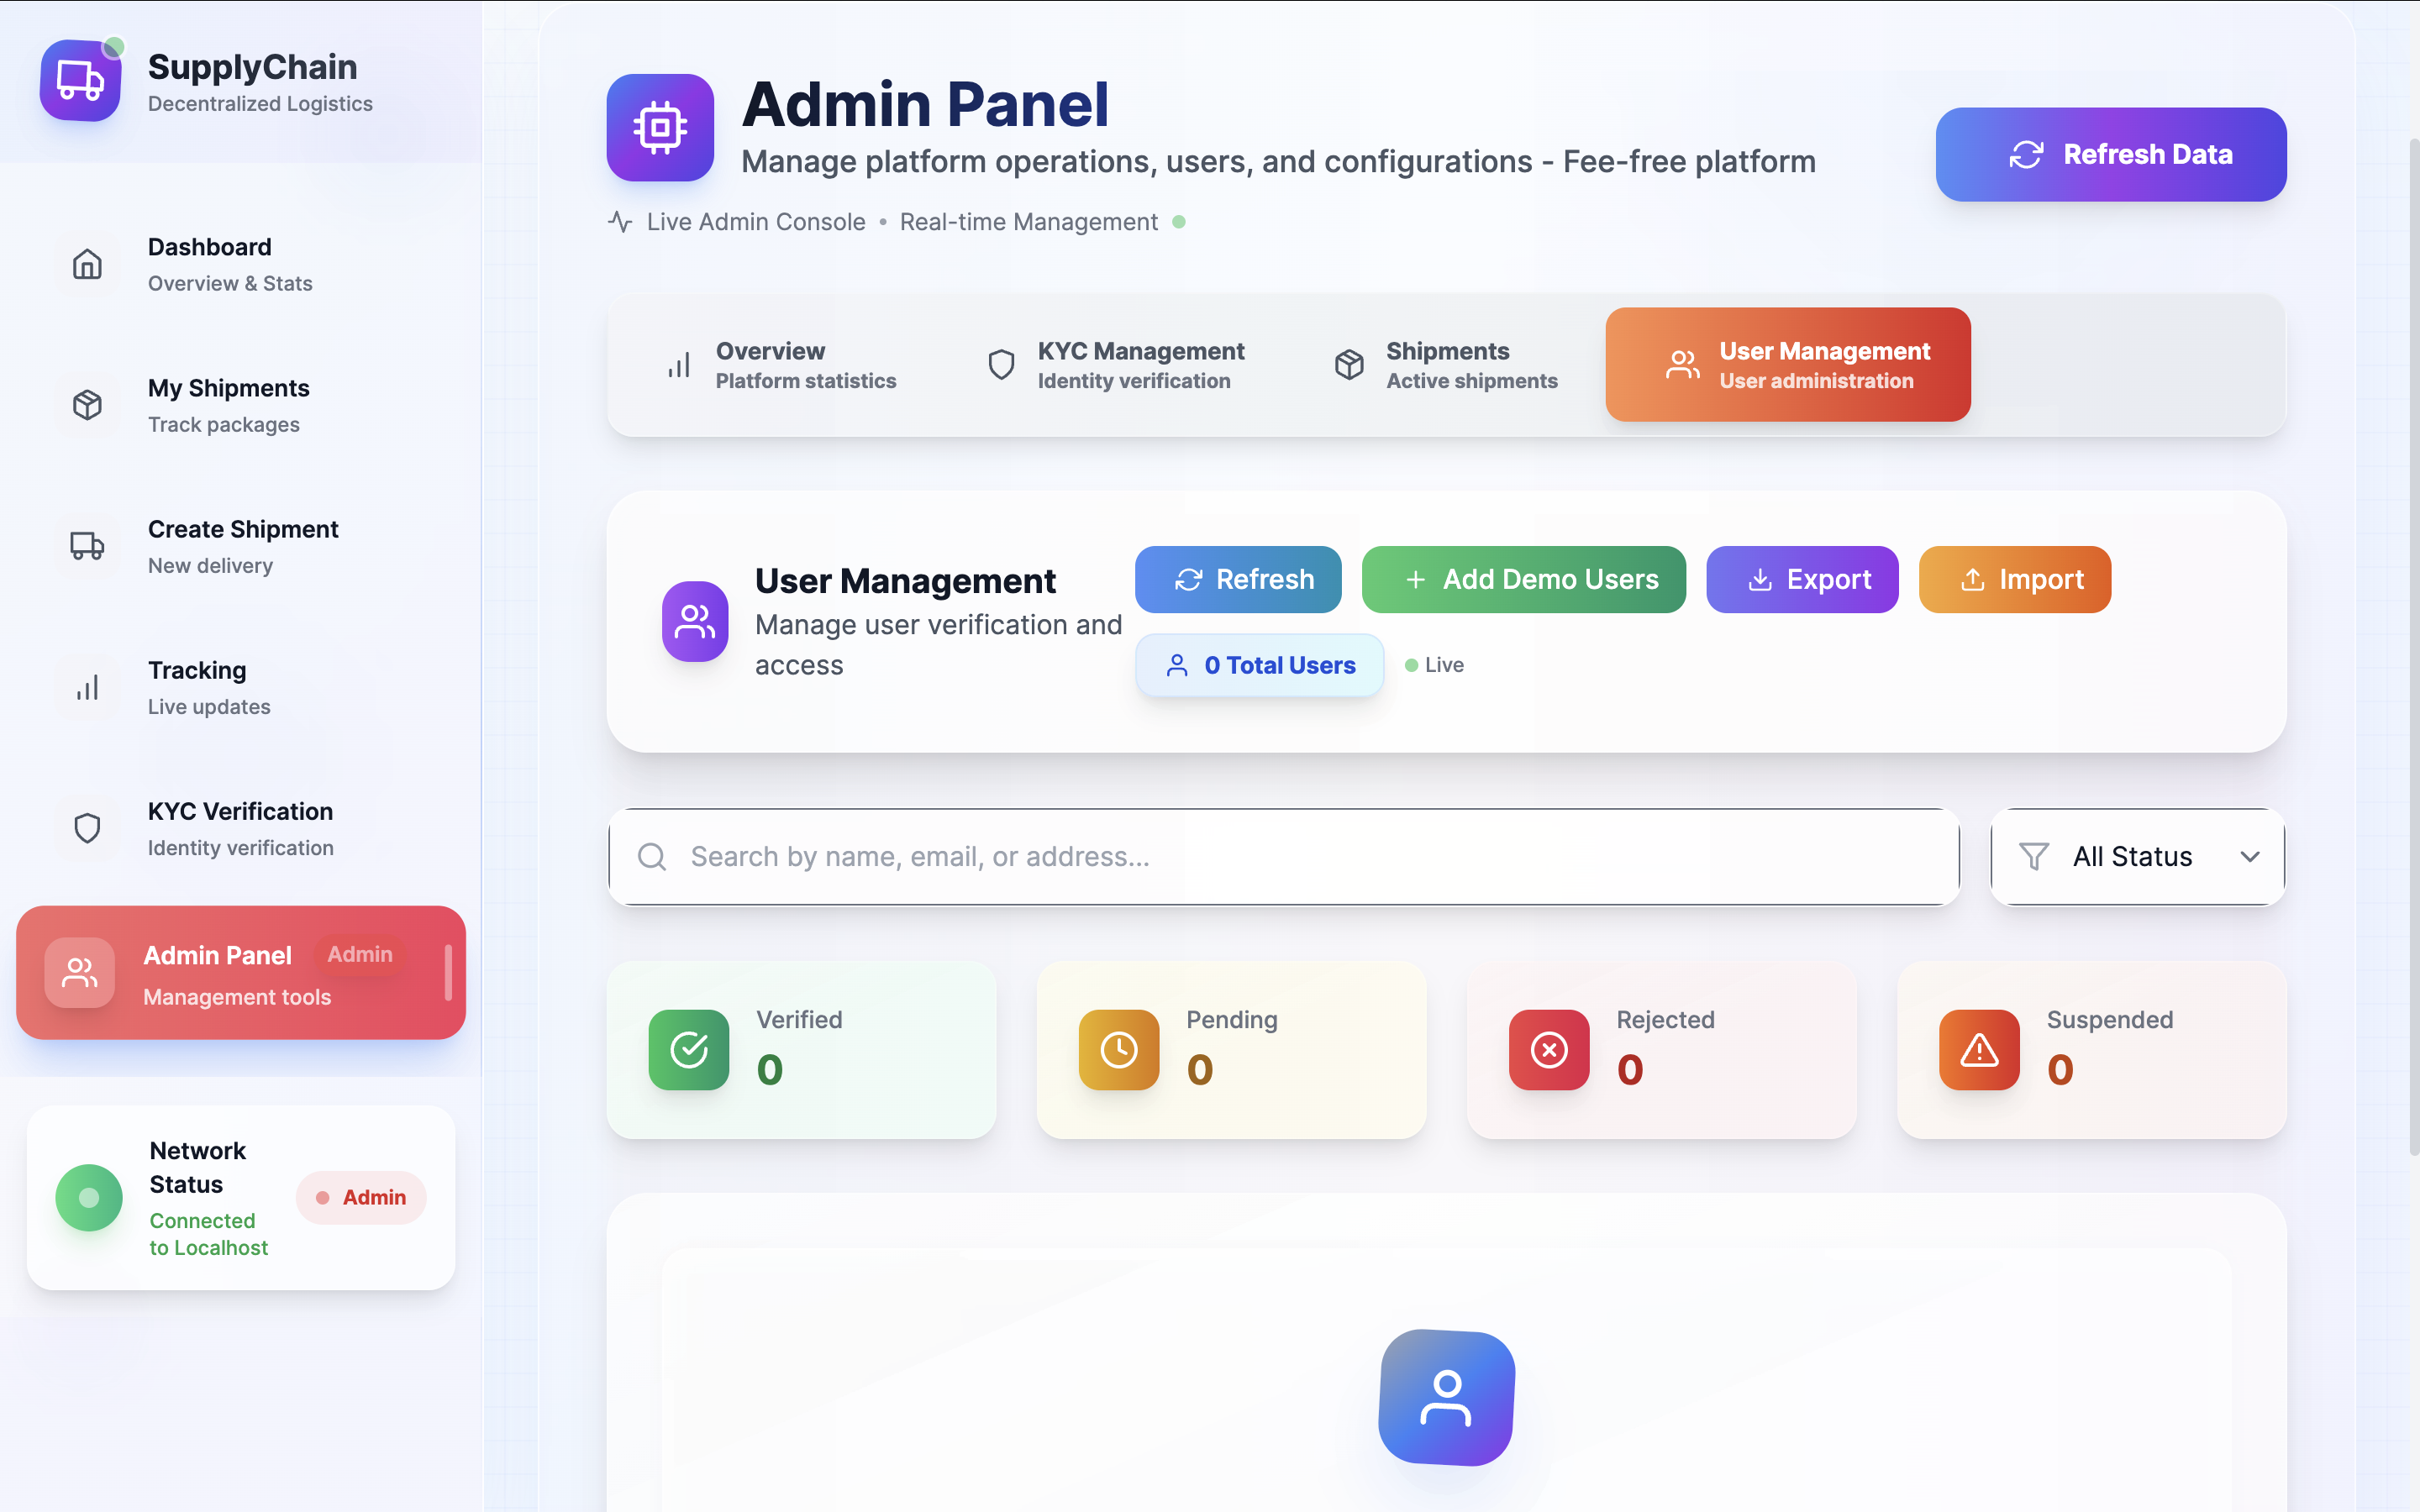 SupplyChain
Decentralized Logistics
Dashboard
Overview & Stats
My Shipments
Track packages
Create Shipment
New delivery
Tracking
Live updates
KYC Verification
Identity verification
Admin Panel Admin
Management tools
Network
Status
Connected
to Localhost
Admin
Admin Panel
Manage platform operations, users, and configurations - Fee-free platform
Live Admin Console • Real-time Management
Refresh Data
Overview
Platform statistics
KYC Management
Identity verification
Shipments
Active shipments
User Management
User administration
User Management
Manage user verification and
access
Refresh
Add Demo Users
Export
Import
0 Total Users
Live
Search by name, email, or address...
All Status
Verified
0
Pending
0
Rejected
0
Suspended
0